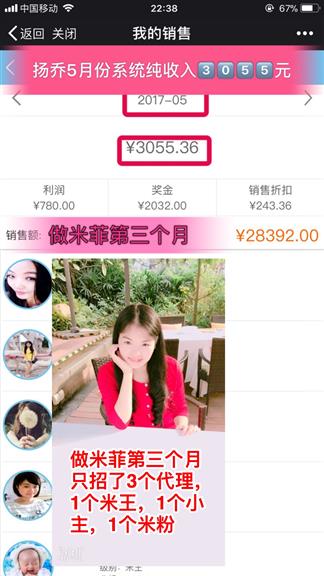 中国移动 22:38 67%
返回 关闭 我的销售
扬乔5月份系统纯收入3055元
2017-05
¥3055.36
利润 奖金 销售折扣
¥780.00 ¥2032.00 ¥243.36
销售额: 做米菲第三个月 ¥28392.00
做米菲第三个月
只招了3个代理，
1个米王，1个小
主，1个米粉
级别：米王